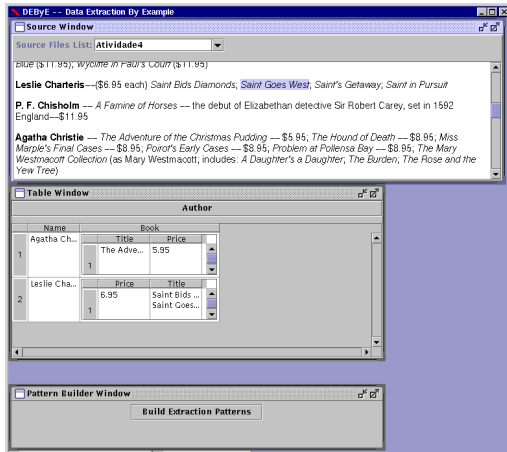 DEByE -- Data Extraction By Example
Source Window
Source Files List: Atividade4
Blue ($11.95); Wycliffe in Paul's Court ($11.95)
Leslie Charteris--($6.95 each) Saint Bids Diamonds; Saint Goes West; Saint's Getaway; Saint in Pursuit
P. F. Chisholm -- A Famine of Horses -- the debut of Elizabethan detective Sir Robert Carey, set in 1592
England--$11.95
Agatha Christie -- The Adventure of the Christmas Pudding -- $5.95; The Hound of Death -- $8.95; Miss
Marple's Final Cases -- $8.95; Poirot's Early Cases -- $8.95; Problem at Pollensa Bay -- $8.95; The Mary
Westmacott Collection (as Mary Westmacott; includes: A Daughter's a Daughter; The Burden; The Rose and the
Yew Tree)
Table Window
Author
Name Book
Title Price
1 Agatha Ch... 1 The Adve... 5.95
Price Title
2 Leslie Cha... 1 6.95 Saint Bids ...
Saint Goes...
Pattern Builder Window
Build Extraction Patterns